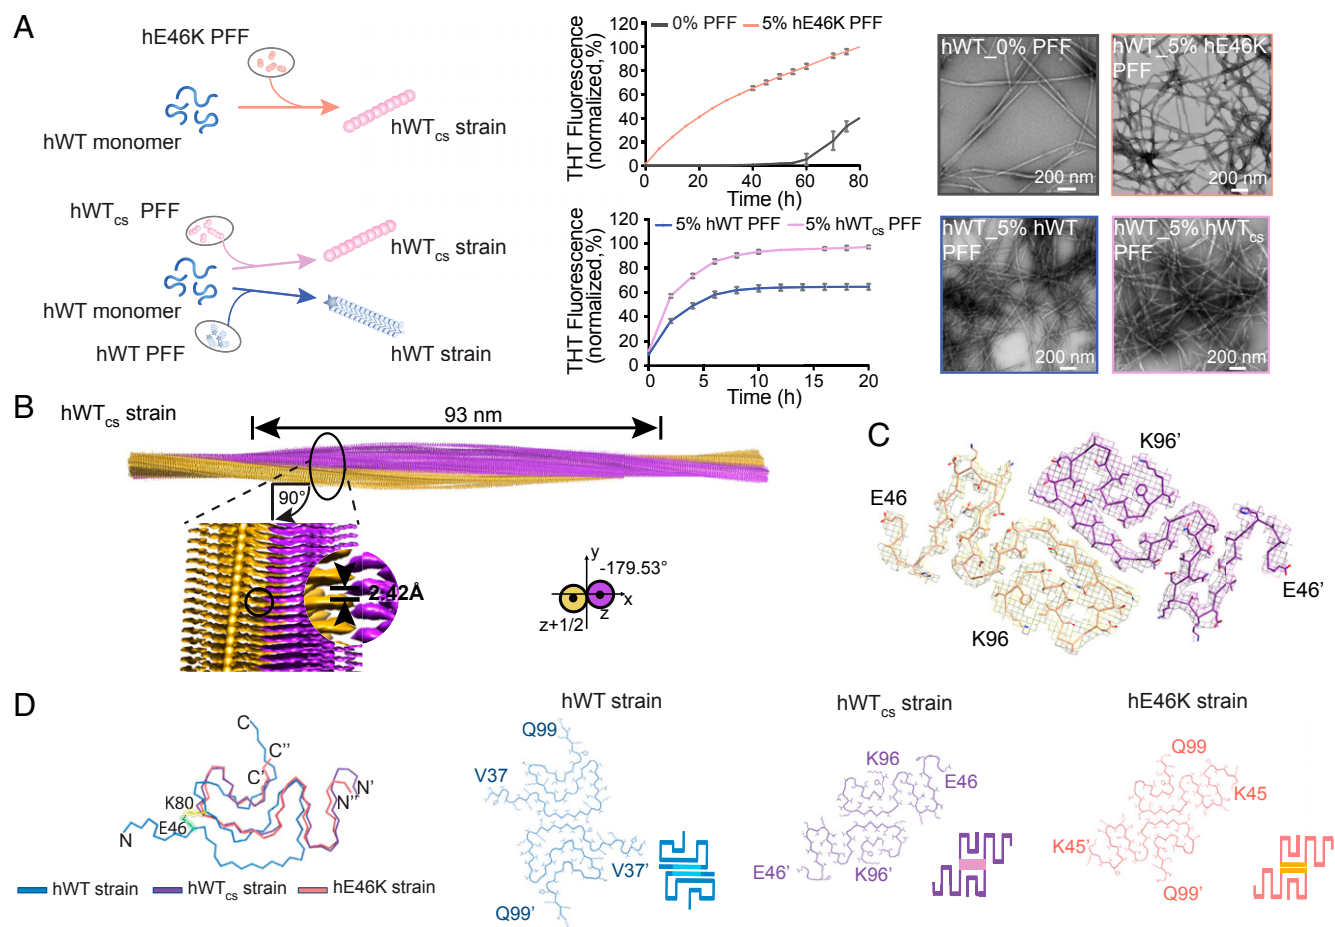 A
hE46K PFF
hWT monomer
hWTcs strain
hWTcs PFF
hWTcs strain
hWT monomer
hWT PFF
hWT strain
THT Fluorescence
(normalized,%)
120
100
80
60
40
20
0
0% PFF
5% hE46K PFF
0
20
40
60
80
Time (h)
THT Fluorescence
(normalized,%)
120
100
80
60
40
20
0
5% hWT PFF
5% hWTcs PFF
0
5
10
15
20
Time (h)
hWT_0% PFF
200 nm
hWT_5% hE46K
PFF
200 nm
hWT_5% hWT
PFF
200 nm
hWT_5% hWTcs
PFF
200 nm
B
hWTcs strain
93 nm
90°
2.42Å
y
-179.53°
x
z
z+1/2
C
K96’
E46
E46’
K96
D
C
C’’
C’
K80
E46
N
N’
N’’
hWT strain
hWTcs strain
hE46K strain
hWT strain
Q99
V37
V37’
Q99’
hWTcs strain
K96
E46
E46’
K96’
hE46K strain
Q99
K45
K45’
Q99’